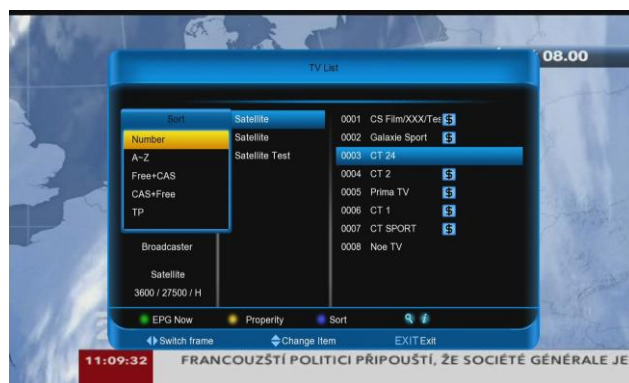 08.00
TV List
Sort
Number
A~Z
Free+CAS
CAS+Free
TP
Broadcaster
Satellite
3600 / 27500 / H
Satellite
Satellite
Satellite Test
0001 CS Film/XXX/Tes $
0002 Galaxie Sport $
0003 CT 24
0004 CT 2 $
0005 Prima TV $
0006 CT 1 $
0007 CT SPORT $
0008 Noe TV
EPG Now Properity Sort
Switch frame Change Item EXIT Exit
11:09:32 FRANCOUZŠTÍ POLITICI PŘIPOUŠTÍ, ŽE SOCIÉTÉ GÉNÉRALE JE